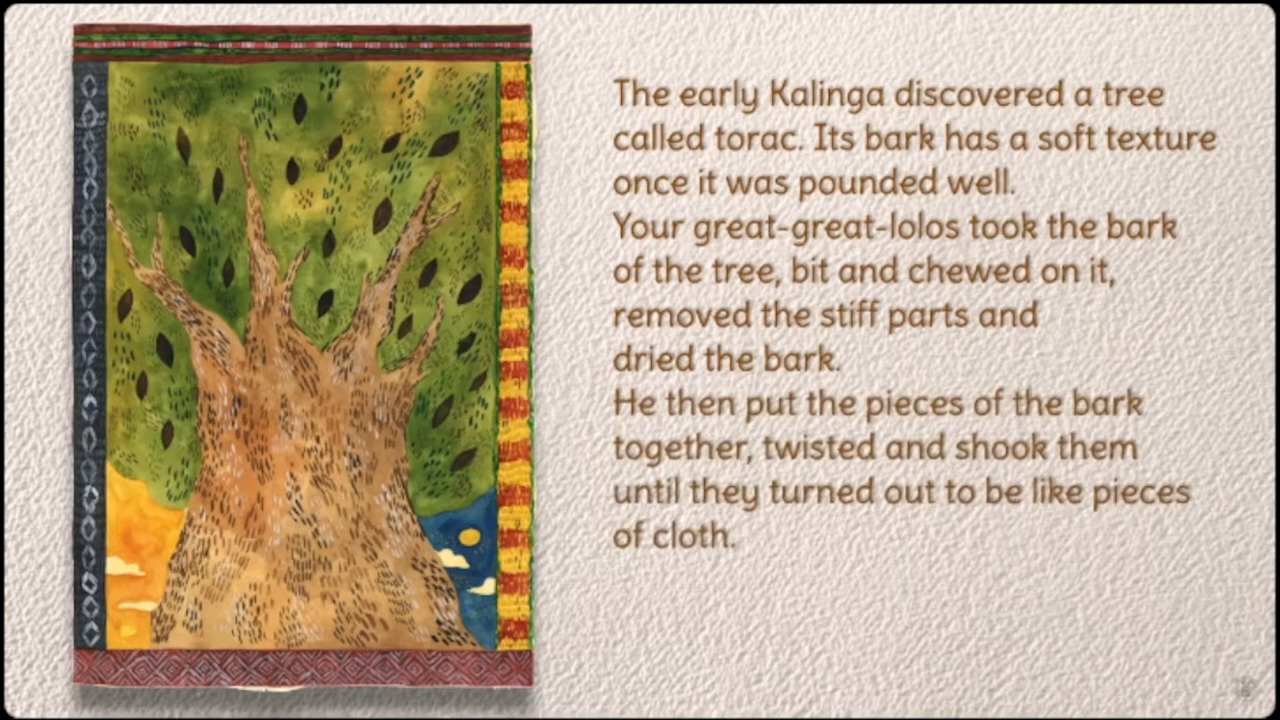 The early Kalinga discovered a tree
called torac. Its bark has a soft texture
once it was pounded well.
Your great-great-lolos took the bark
of the tree, bit and chewed on it,
removed the stiff parts and
dried the bark.
He then put the pieces of the bark
together, twisted and shook them
until they turned out to be like pieces
of cloth.